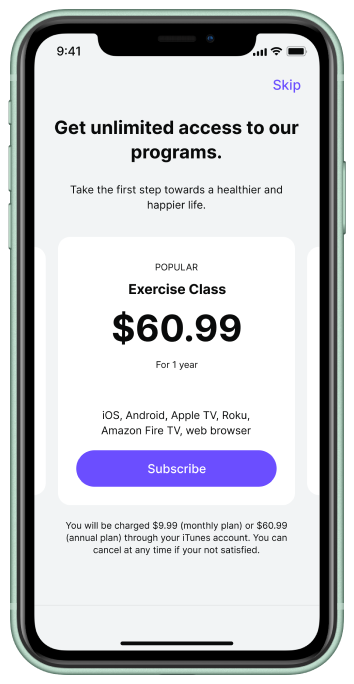 9:41
Skip
Get unlimited access to our
programs.
Take the first step towards a healthier and
happier life.
POPULAR
Exercise Class
$60.99
For 1 year
iOS, Android, Apple TV, Roku,
Amazon Fire TV, web browser
Subscribe
You will be charged $9.99 (monthly plan) or $60.99
(annual plan) through your iTunes account. You can
cancel at any time if your not satisfied.